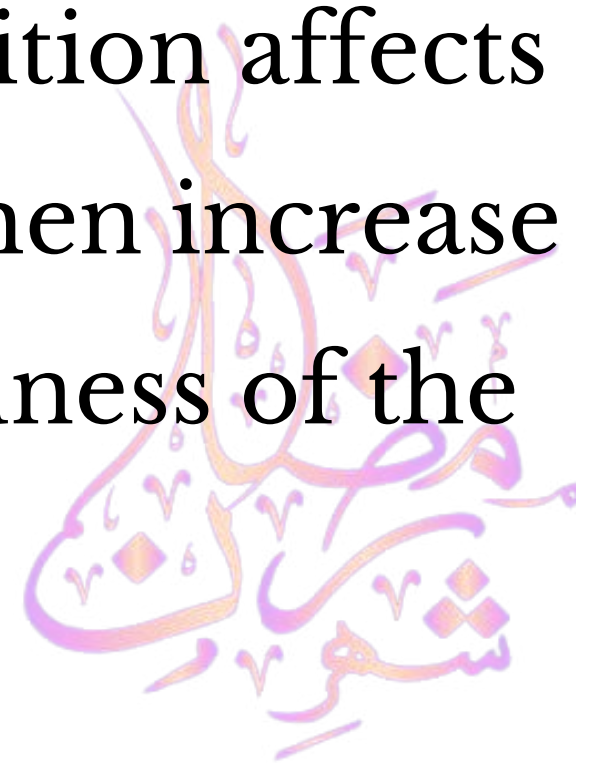 ition affects
hen increase
ness of the
شهر رمضان